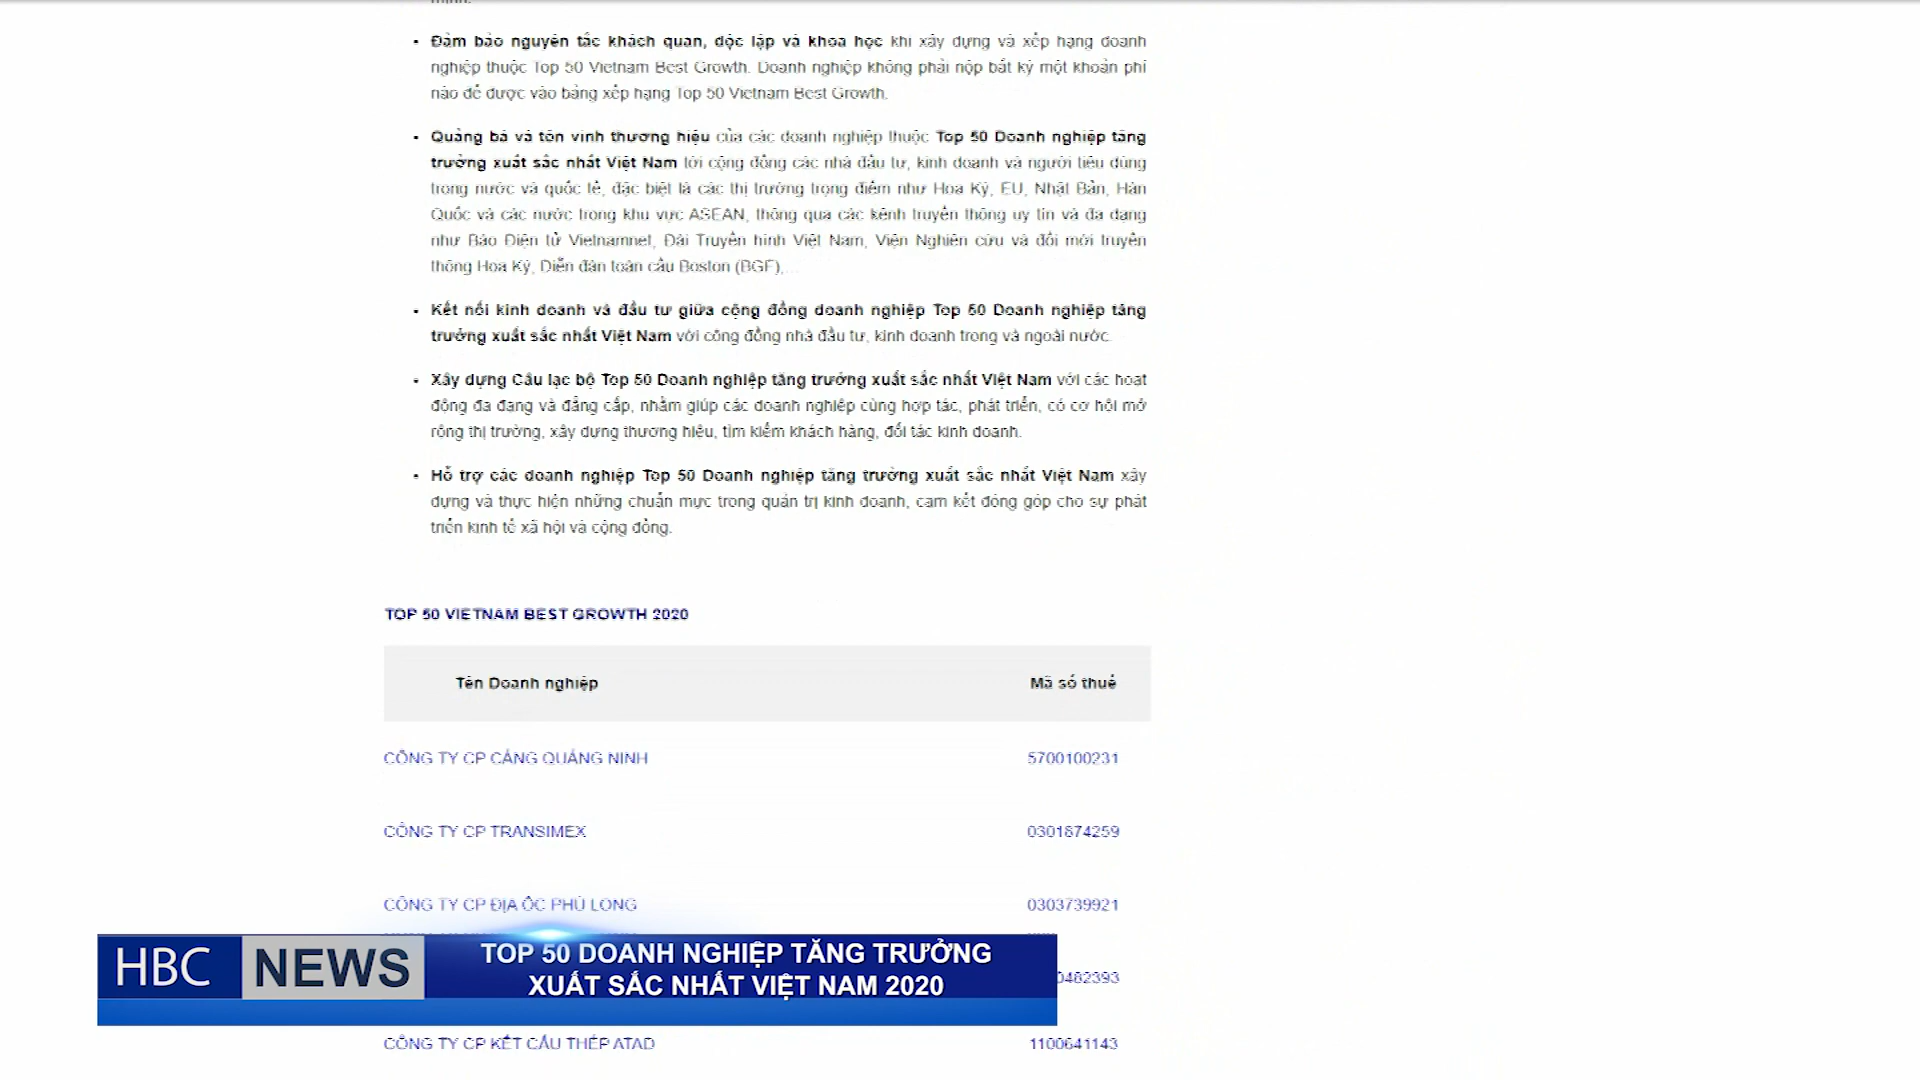 • Đảm bảo nguyên tắc khách quan, độc lập và khoa học khi xây dựng và xếp hạng doanh
nghiệp thuộc Top 50 Vietnam Best Growth. Doanh nghiệp không phải nộp bất kỳ một khoản phí
nào để được vào bảng xếp hạng Top 50 Vietnam Best Growth.
• Quảng bá và tôn vinh thương hiệu của các doanh nghiệp thuộc Top 50 Doanh nghiệp tăng
trưởng xuất sắc nhất Việt Nam tới cộng đồng các nhà đầu tư, kinh doanh và người tiêu dùng
trong nước và quốc tế, đặc biệt là các thị trường trọng điểm như Hoa Kỳ, EU, Nhật Bản, Hàn
Quốc và các nước trong khu vực ASEAN, thông qua các kênh truyền thông uy tín và đa dạng
như Báo Điện tử Vietnamnet, Đài Truyền hình Việt Nam, Viện Nghiên cứu và đổi mới truyền
thông Hoa Kỳ, Diễn đàn toàn cầu Boston (BGF),...
• Kết nối kinh doanh và đầu tư giữa cộng đồng doanh nghiệp Top 50 Doanh nghiệp tăng
trưởng xuất sắc nhất Việt Nam với cộng đồng nhà đầu tư, kinh doanh trong và ngoài nước.
• Xây dựng Câu lạc bộ Top 50 Doanh nghiệp tăng trưởng xuất sắc nhất Việt Nam với các hoạt
động đa dạng và đẳng cấp, nhằm giúp các doanh nghiệp cùng hợp tác, phát triển, có cơ hội mở
rộng thị trường, xây dựng thương hiệu, tìm kiếm khách hàng, đối tác kinh doanh.
• Hỗ trợ các doanh nghiệp Top 50 Doanh nghiệp tăng trưởng xuất sắc nhất Việt Nam xây
dựng và thực hiện những chuẩn mực trong quản trị kinh doanh, cam kết đóng góp cho sự phát
triển kinh tế xã hội và cộng đồng.
TOP 50 VIETNAM BEST GROWTH 2020
Tên Doanh nghiệp Mã số thuế
CÔNG TY CP CẢNG QUẢNG NINH 5700100231
CÔNG TY CP TRANSIMEX 0301874259
CÔNG TY CP ĐỊA ỐC PHÚ LONG 0303739921
0482393
HBC NEWS
TOP 50 DOANH NGHIỆP TĂNG TRƯỞNG
XUẤT SẮC NHẤT VIỆT NAM 2020
CÔNG TY CP KẾT CẤU THÉP ATAD 1100641143